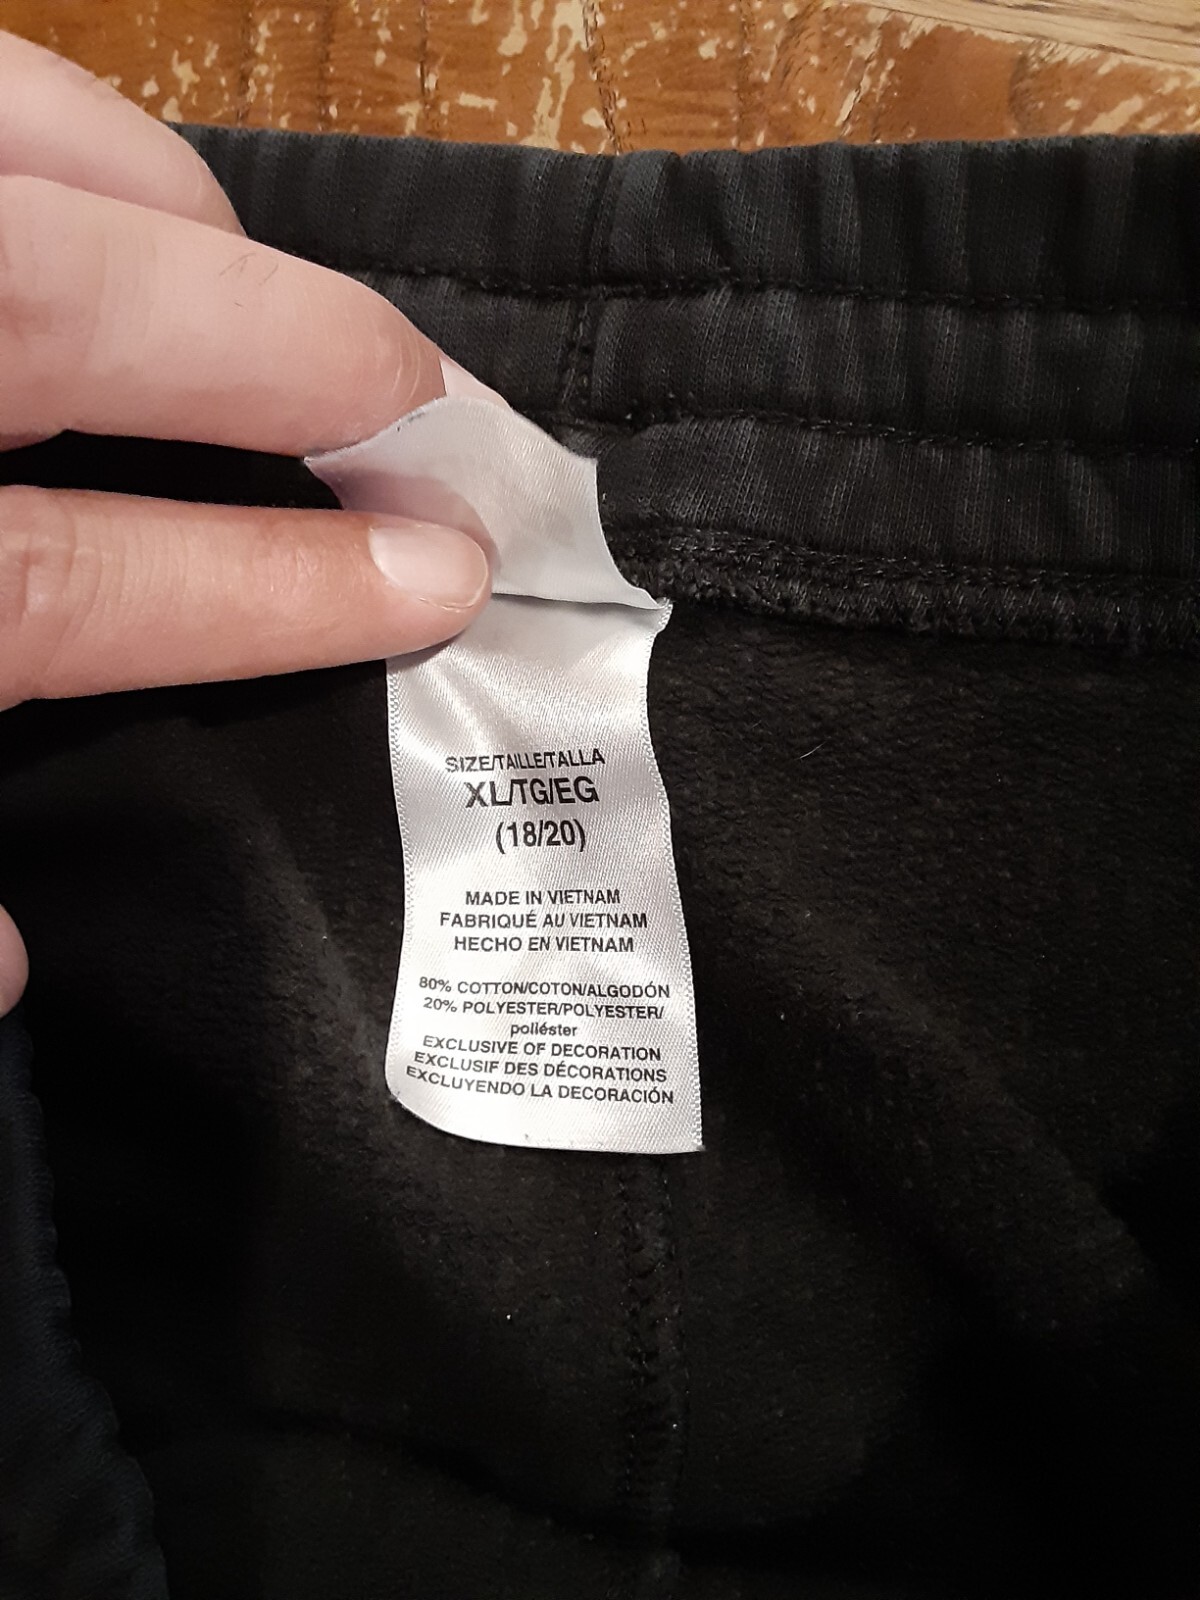 SIZE/TAILLE/TALLA
XL/TG/EG
(18/20)
MADE IN VIETNAM
FABRIQUÉ AU VIETNAM
HECHO EN VIETNAM
80% COTTON/COTON/ALGODÓN
20% POLYESTER/POLYESTER/
poliéster
EXCLUSIVE OF DECORATION
EXCLUSIF DES DÉCORATIONS
EXCLUYENDO LA DECORACIÓN